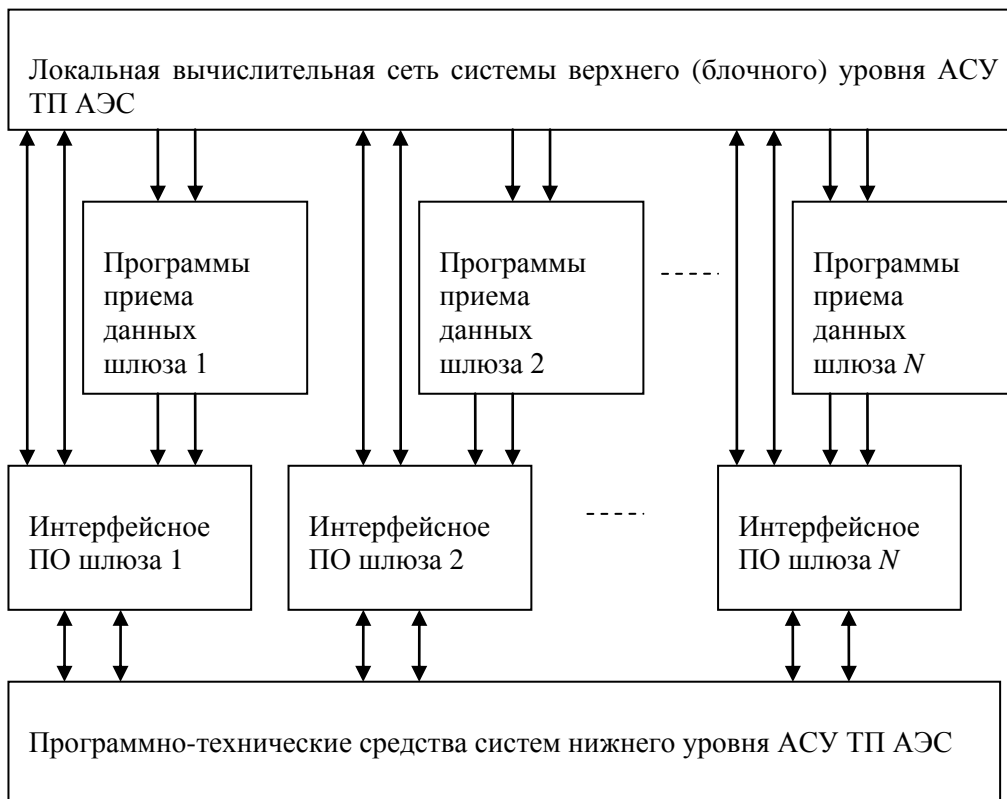 Локальная вычислительная сеть системы верхнего (блочного) уровня АСУ
ТП АЭС
Программы
приема
данных
шлюза 1
Программы
приема
данных
шлюза 2
Программы
приема
данных
шлюза N
Интерфейсное
ПО шлюза 1
Интерфейсное
ПО шлюза 2
Интерфейсное
ПО шлюза N
Программно-технические средства систем нижнего уровня АСУ ТП АЭС